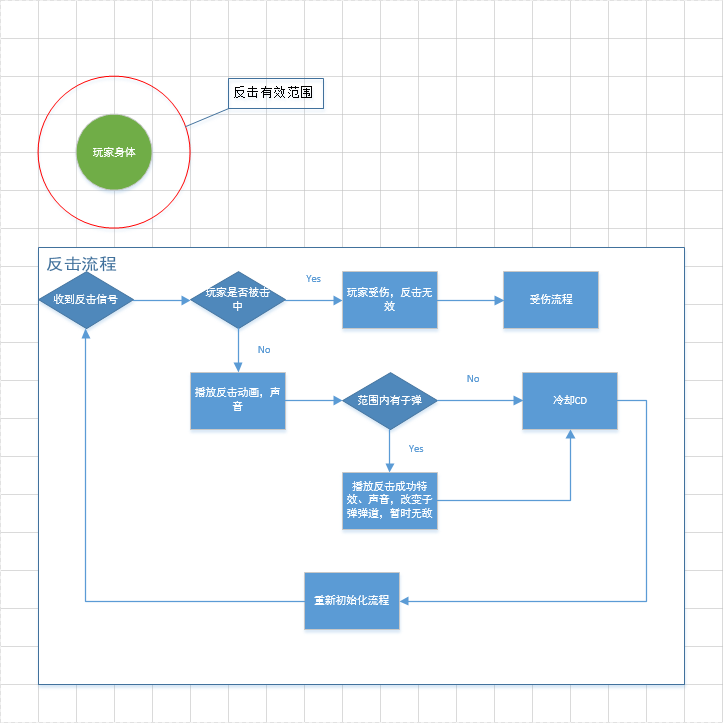 反击有效范围
玩家身体
反击流程
收到反击信号
玩家是否被击
中
Yes
玩家受伤，反击无
效
受伤流程
No
播放反击动画，声
音
范围内有子弹
No
冷却CD
Yes
播放反击成功特
效、声音，改变子
弹弹道，暂时无敌
重新初始化流程